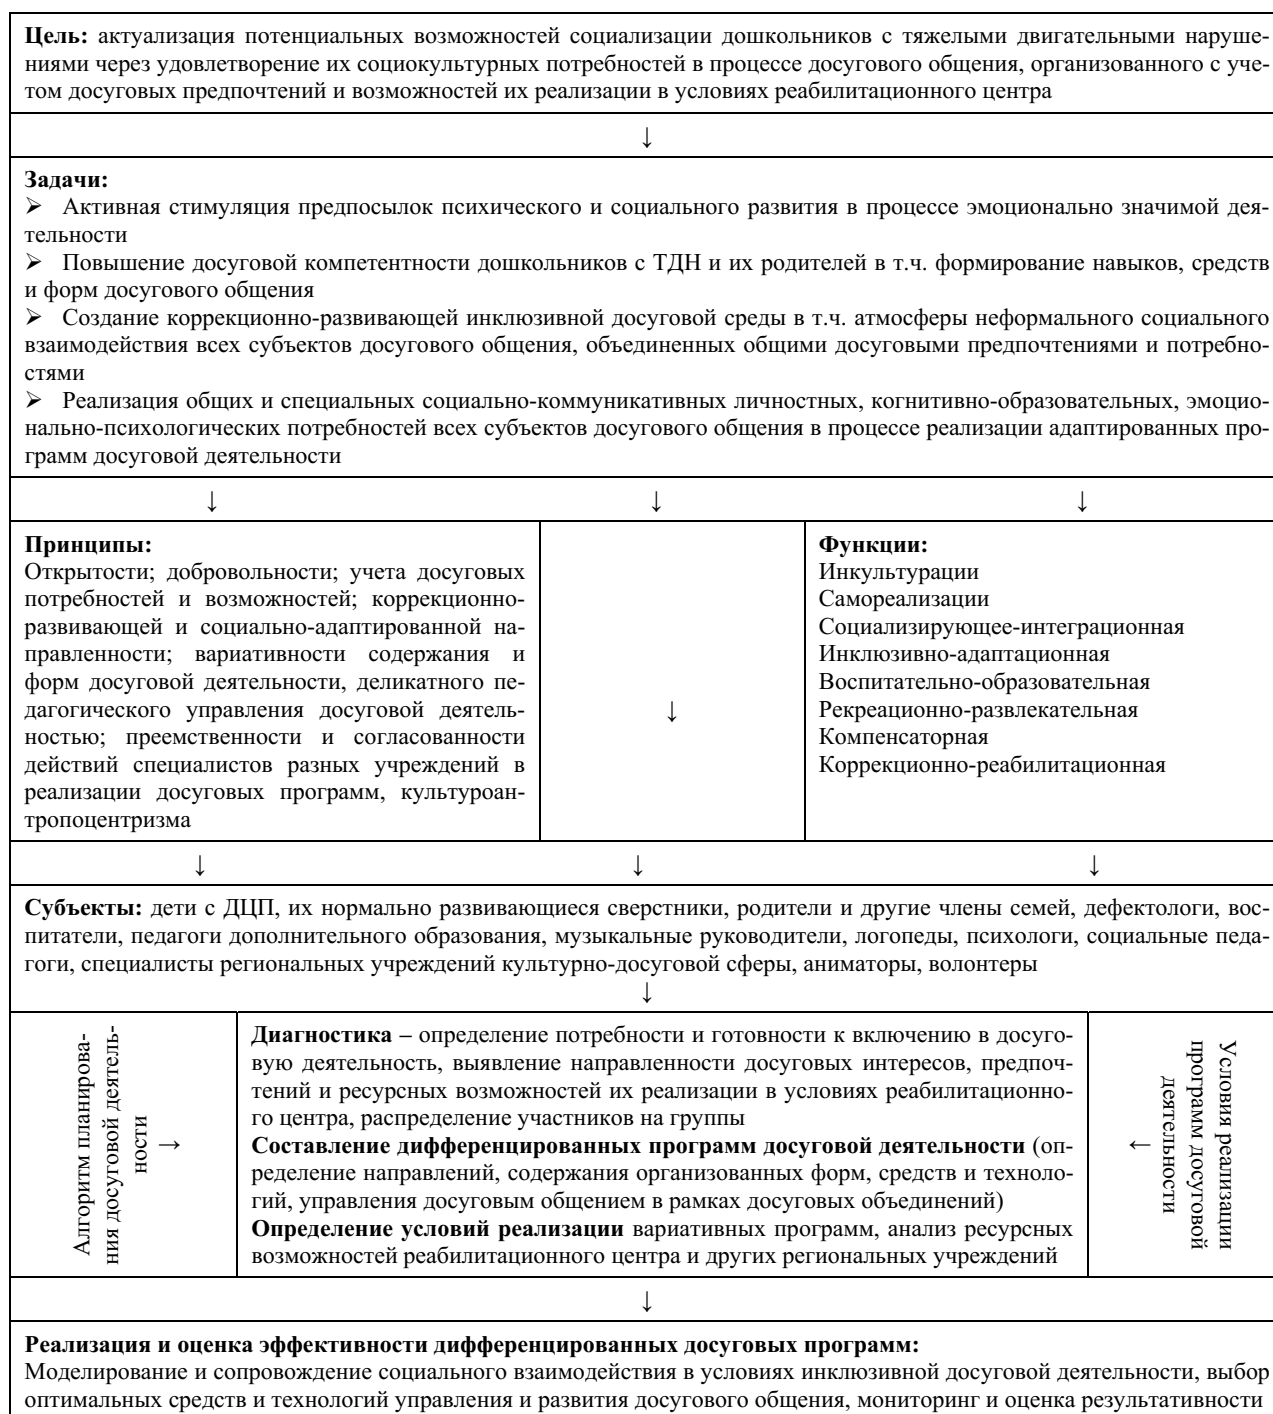 Цель: актуализация потенциальных возможностей социализации дошкольников с тяжелыми двигательными наруше-
ниями через удовлетворение их социокультурных потребностей в процессе досугового общения, организованного с уче-
том досуговых предпочтений и возможностей их реализации в условиях реабилитационного центра
↓
Задачи:
➢ Активная стимуляция предпосылок психического и социального развития в процессе эмоционально значимой дея-
тельности
➢ Повышение досуговой компетентности дошкольников с ТДН и их родителей в т.ч. формирование навыков, средств
и форм досугового общения
➢ Создание коррекционно-развивающей инклюзивной досуговой среды в т.ч. атмосферы неформального социального
взаимодействия всех субъектов досугового общения, объединенных общими досуговыми предпочтениями и потребно-
стями
➢ Реализация общих и специальных социально-коммуникативных личностных, когнитивно-образовательных, эмоцио-
нально-психологических потребностей всех субъектов досугового общения в процессе реализации адаптированных про-
грамм досуговой деятельности
↓ ↓ ↓
Принципы:
Открытости; добровольности; учета досуговых
потребностей и возможностей; коррекционно-
развивающей и социально-адаптированной на-
правленности; вариативности содержания и
форм досуговой деятельности, деликатного пе-
дагогического управления досуговой деятель-
ностью; преемственности и согласованности
действий специалистов разных учреждений в
реализации досуговых программ, культуроан-
тропоцентризма
↓
Функции:
Инкультурации
Самореализации
Социализирующее-интеграционная
Инклюзивно-адаптационная
Воспитательно-образовательная
Рекреационно-развлекательная
Компенсаторная
Коррекционно-реабилитационная
↓ ↓ ↓
Субъекты: дети с ДЦП, их нормально развивающиеся сверстники, родители и другие члены семей, дефектологи, вос-
питатели, педагоги дополнительного образования, музыкальные руководители, логопеды, психологи, социальные педа-
гоги, специалисты региональных учреждений культурно-досуговой сферы, аниматоры, волонтеры
↓
Алгоритм планирова-
ния досуговой деятель-
ности
→
Диагностика – определение потребности и готовности к включению в досуго-
вую деятельность, выявление направленности досуговых интересов, предпоч-
тений и ресурсных возможностей их реализации в условиях реабилитационно-
го центра, распределение участников на группы
Составление дифференцированных программ досуговой деятельности (оп-
ределение направлений, содержания организованных форм, средств и техноло-
гий, управления досуговым общением в рамках досуговых объединений)
Определение условий реализации вариативных программ, анализ ресурсных
возможностей реабилитационного центра и других региональных учреждений
Условия реализации
программ досуговой
деятельности
←
↓
Реализация и оценка эффективности дифференцированных досуговых программ:
Моделирование и сопровождение социального взаимодействия в условиях инклюзивной досуговой деятельности, выбор
оптимальных средств и технологий управления и развития досугового общения, мониторинг и оценка результативности